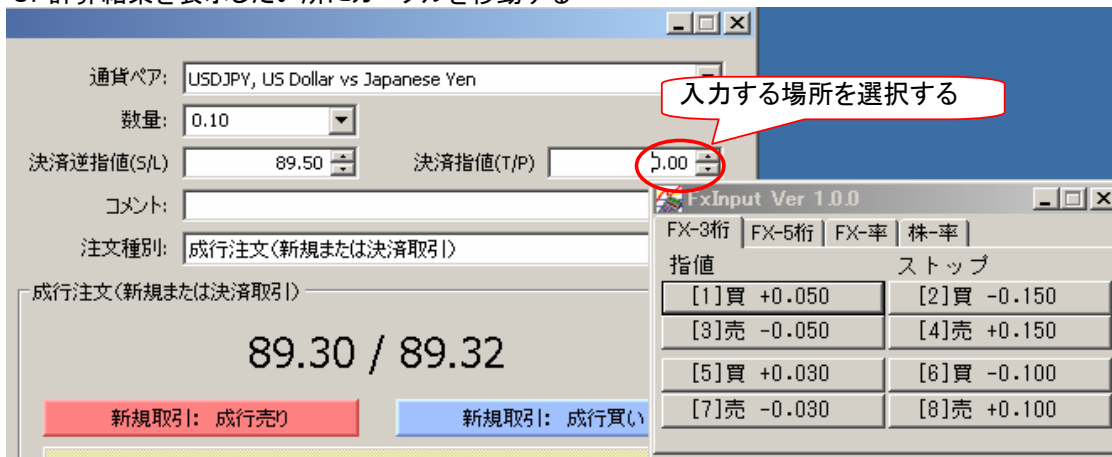 通貨ペア: USDJPY, US Dollar vs Japanese Yen
入力する場所を選択する
数量: 0.10
決済逆指値(S/L) 89.50 決済指値(T/P) 0.00
コメント:
FxInput Ver 1.0.0
注文種別: 成行注文(新規または決済取引)
FX-3桁 FX-5桁 FX-率 株-率
指値 ストップ
成行注文(新規または決済取引)
[1]買 +0.050 [2]買 -0.150
[3]売 -0.050 [4]売 +0.150
89.30 / 89.32
[5]買 +0.030 [6]買 -0.100
[7]売 -0.030 [8]売 +0.100
新規取引: 成行売り 新規取引: 成行買い